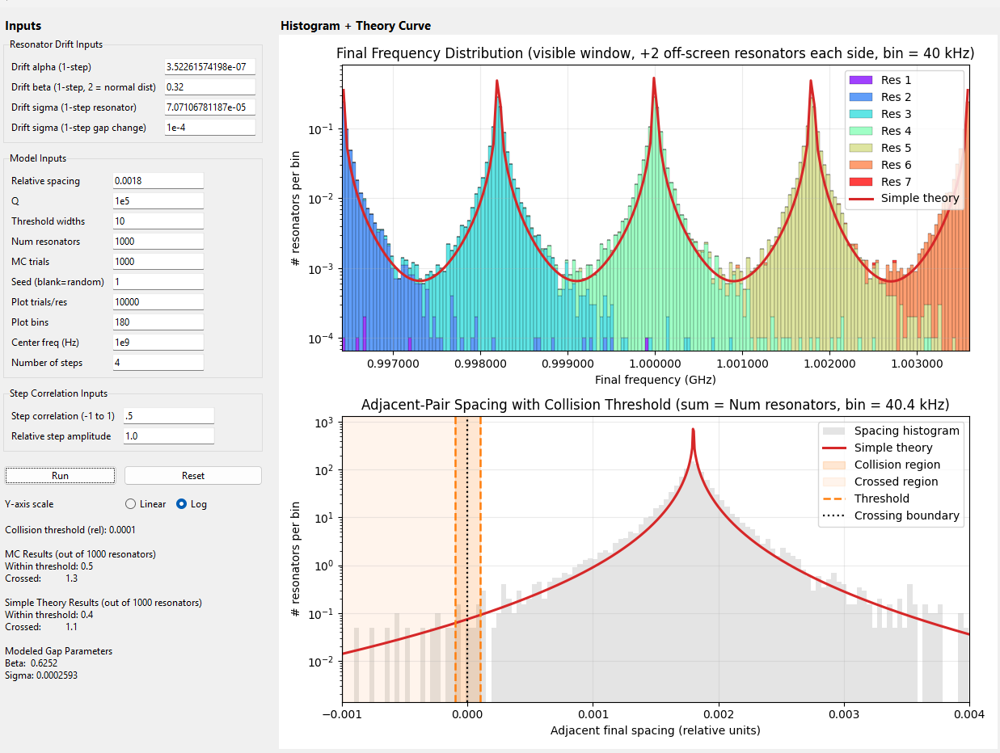 Inputs
Resonator Drift Inputs
Drift alpha (1-step) 3.52261574198e-07
Drift beta (1-step, 2 = normal dist) 0.32
Drift sigma (1-step resonator) 7.07106781187e-05
Drift sigma (1-step gap change) 1e-4
Model Inputs
Relative spacing 0.0018
Q 1e5
Threshold widths 10
Num resonators 1000
MC trials 1000
Seed (blank=random) 1
Plot trials/res 10000
Plot bins 180
Center freq (Hz) 1e9
Number of steps 4
Step Correlation Inputs
Step correlation (-1 to 1) .5
Relative step amplitude 1.0
Run Reset
Y-axis scale Linear Log
Collision threshold (rel): 0.0001
MC Results (out of 1000 resonators)
Within threshold: 0.5
Crossed: 1.3
Simple Theory Results (out of 1000 resonators)
Within threshold: 0.4
Crossed: 1.1
Modeled Gap Parameters
Beta: 0.6252
Sigma: 0.0002593
Histogram + Theory Curve
Final Frequency Distribution (visible window, +2 off-screen resonators each side, bin = 40 kHz)
# resonators per bin
10⁻¹
10⁻²
10⁻³
10⁻⁴
Res 1
Res 2
Res 3
Res 4
Res 5
Res 6
Res 7
Simple theory
0.997000 0.998000 0.999000 1.000000 1.001000 1.002000 1.003000
Final frequency (GHz)
Adjacent-Pair Spacing with Collision Threshold (sum = Num resonators, bin = 40.4 kHz)
# resonators per bin
10³
10²
10¹
10⁰
10⁻¹
10⁻²
Spacing histogram
Simple theory
Collision region
Crossed region
Threshold
Crossing boundary
−0.001 0.000 0.001 0.002 0.003 0.004
Adjacent final spacing (relative units)